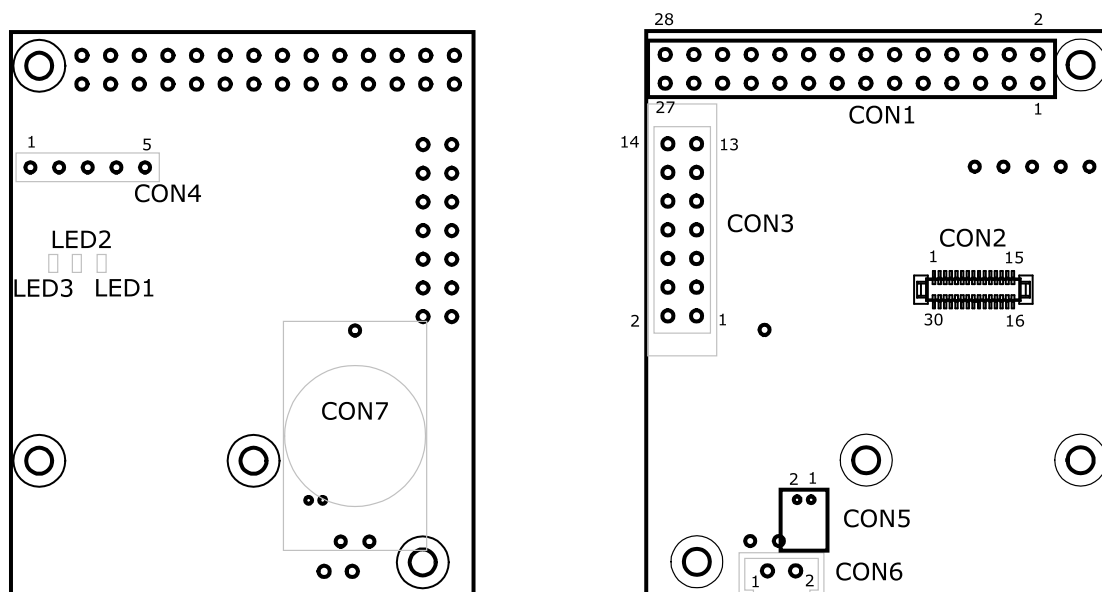 28 2
27 1
CON1
1 5
CON4
14 13
CON3
2 1
LED2
LED3 LED1
CON2
1 15
30 16
CON7
2 1
CON5
CON6
1 2